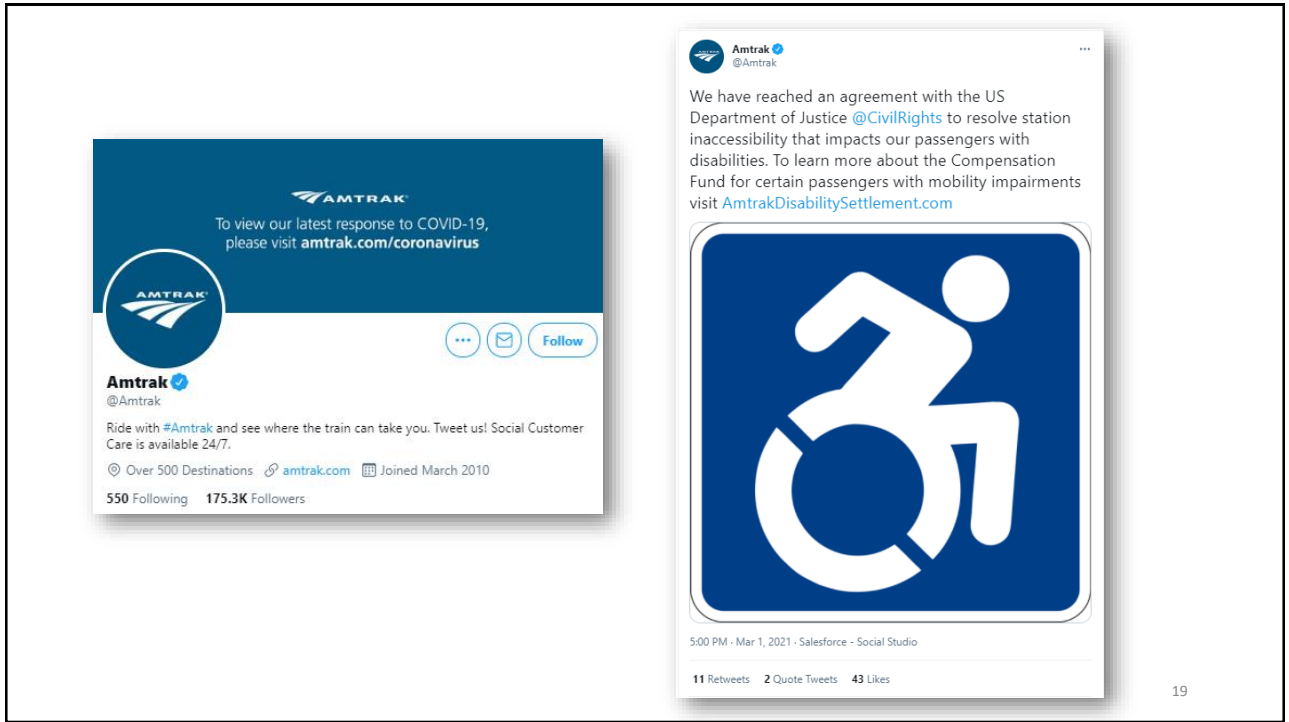 AMTRAK
To view our latest response to COVID-19,
please visit amtrak.com/coronavirus
AMTRAK
Follow
Amtrak
@Amtrak
Ride with #Amtrak and see where the train can take you. Tweet us! Social Customer
Care is available 24/7.
Over 500 Destinations amtrak.com Joined March 2010
550 Following 175.3K Followers
AMTRAK
Amtrak
@Amtrak
We have reached an agreement with the US
Department of Justice @CivilRights to resolve station
inaccessibility that impacts our passengers with
disabilities. To learn more about the Compensation
Fund for certain passengers with mobility impairments
visit AmtrakDisabilitySettlement.com
5:00 PM · Mar 1, 2021 · Salesforce - Social Studio
11 Retweets 2 Quote Tweets 43 Likes
19